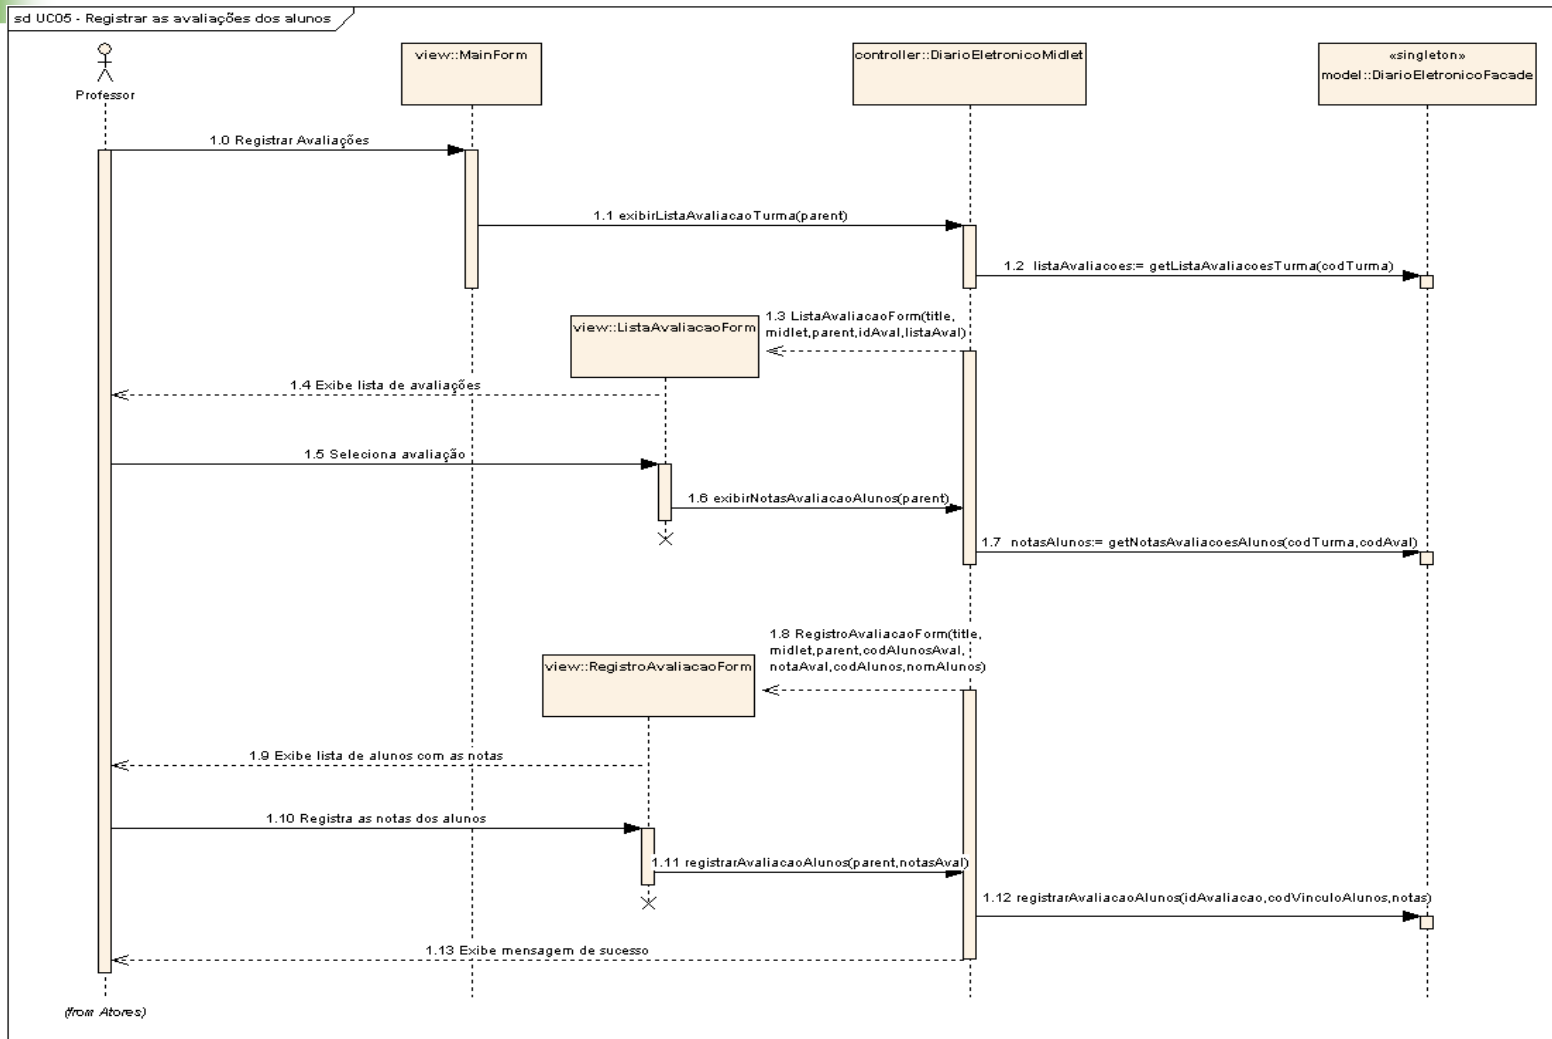 sd UC05 - Registrar as avaliações dos alunos
Professor
view::MainForm
controller::DiarioEletronicoMidlet
«singleton»
model::DiarioEletronicoFacade
1.0 Registrar Avaliações
1.1 exibirListaAvaliacaoTurma(parent)
1.2 listaAvaliacoes:= getListaAvaliacoesTurma(codTurma)
view::ListaAvaliacaoForm
1.3 ListaAvaliacaoForm(title,
midlet,parent,idAval,listaAval)
1.4 Exibe lista de avaliações
1.5 Seleciona avaliação
1.6 exibirNotasAvaliacaoAlunos(parent)
1.7 notasAlunos:= getNotasAvaliacoesAlunos(codTurma,codAval)
1.8 RegistroAvaliacaoForm(title,
midlet,parent,codAlunosAval,
notaAval,codAlunos,nomAlunos)
view::RegistroAvaliacaoForm
1.9 Exibe lista de alunos com as notas
1.10 Registra as notas dos alunos
1.11 registrarAvaliacaoAlunos(parent,notasAval)
1.12 registrarAvaliacaoAlunos(idAvaliacao,codVinculoAlunos,notas)
1.13 Exibe mensagem de sucesso
(from Atores)